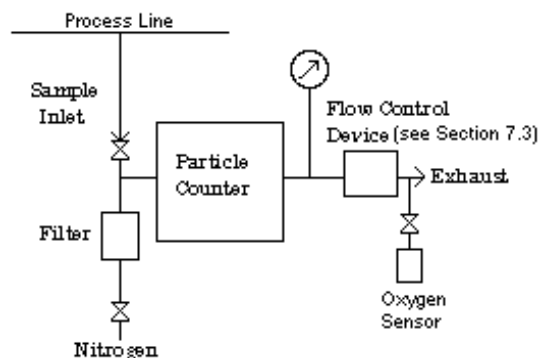 Process Line
Sample
Inlet
Flow Control
Device (see Section 7.3)
Particle
Counter
Exhaust
Filter
Oxygen
Sensor
Nitrogen